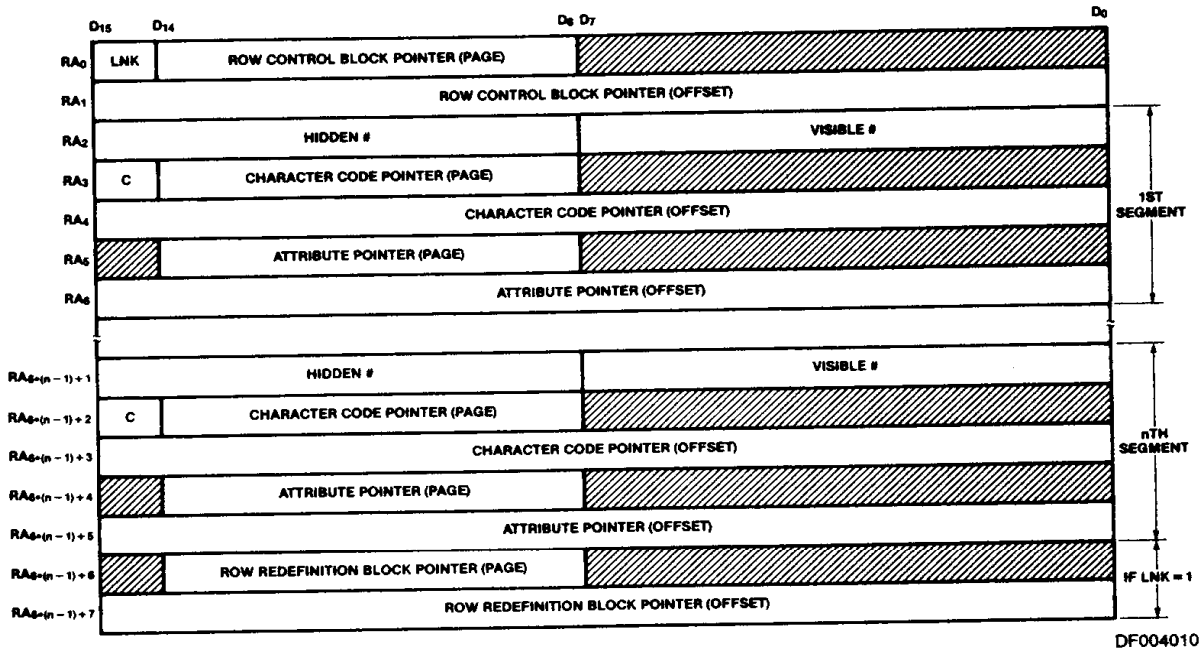 D15 D14 D8 D7 D0
RA0 LNK ROW CONTROL BLOCK POINTER (PAGE)
RA1 ROW CONTROL BLOCK POINTER (OFFSET)
RA2 HIDDEN # VISIBLE #
RA3 C CHARACTER CODE POINTER (PAGE)
RA4 CHARACTER CODE POINTER (OFFSET)
RA5 ATTRIBUTE POINTER (PAGE)
RA6 ATTRIBUTE POINTER (OFFSET)
1ST
SEGMENT
RA6*(n − 1) + 1 HIDDEN # VISIBLE #
RA6*(n − 1) + 2 C CHARACTER CODE POINTER (PAGE)
RA6*(n − 1) + 3 CHARACTER CODE POINTER (OFFSET)
RA6*(n − 1) + 4 ATTRIBUTE POINTER (PAGE)
RA6*(n − 1) + 5 ATTRIBUTE POINTER (OFFSET)
nTH
SEGMENT
RA6*(n − 1) + 6 ROW REDEFINITION BLOCK POINTER (PAGE)
IF LNK = 1
RA6*(n − 1) + 7 ROW REDEFINITION BLOCK POINTER (OFFSET)
DF004010